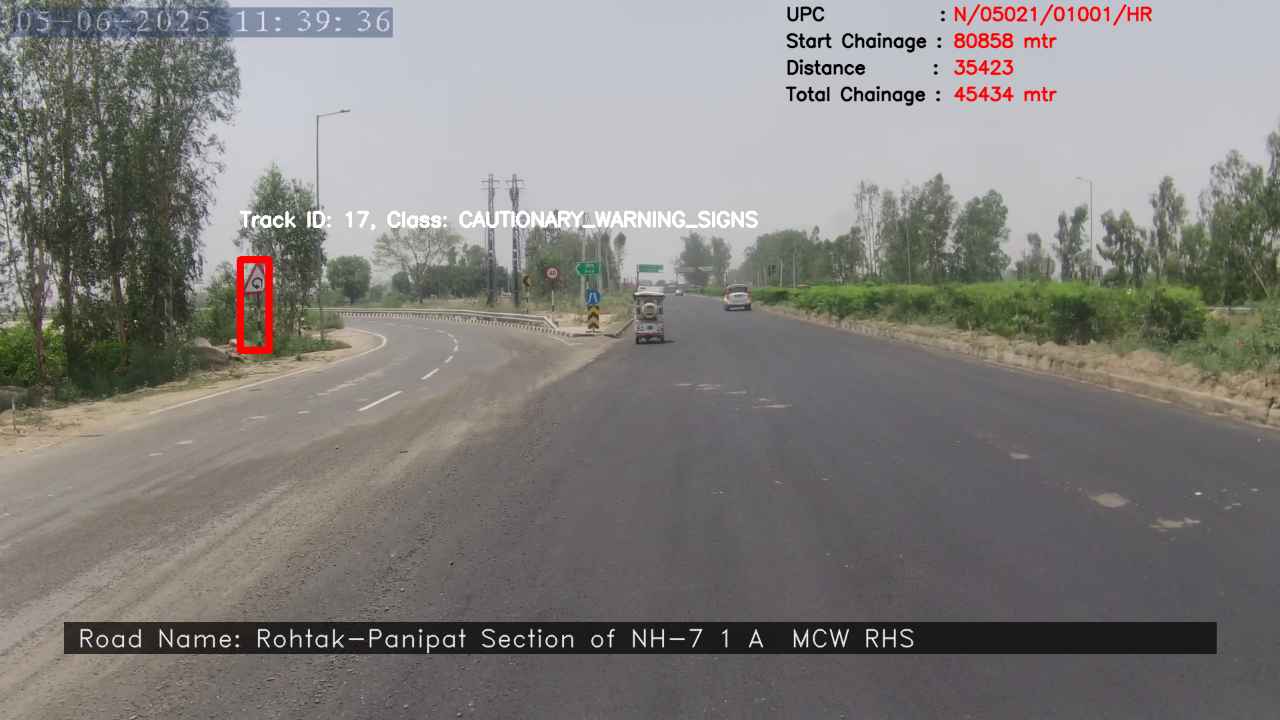 05-06-2025 11:39:36
UPC : N/05021/01001/HR
Start Chainage : 80858 mtr
Distance : 35423
Total Chainage : 45434 mtr
Track ID: 17, Class: CAUTIONARY_WARNING_SIGNS
Road Name: Rohtak-Panipat Section of NH-7 1 A MCW RHS